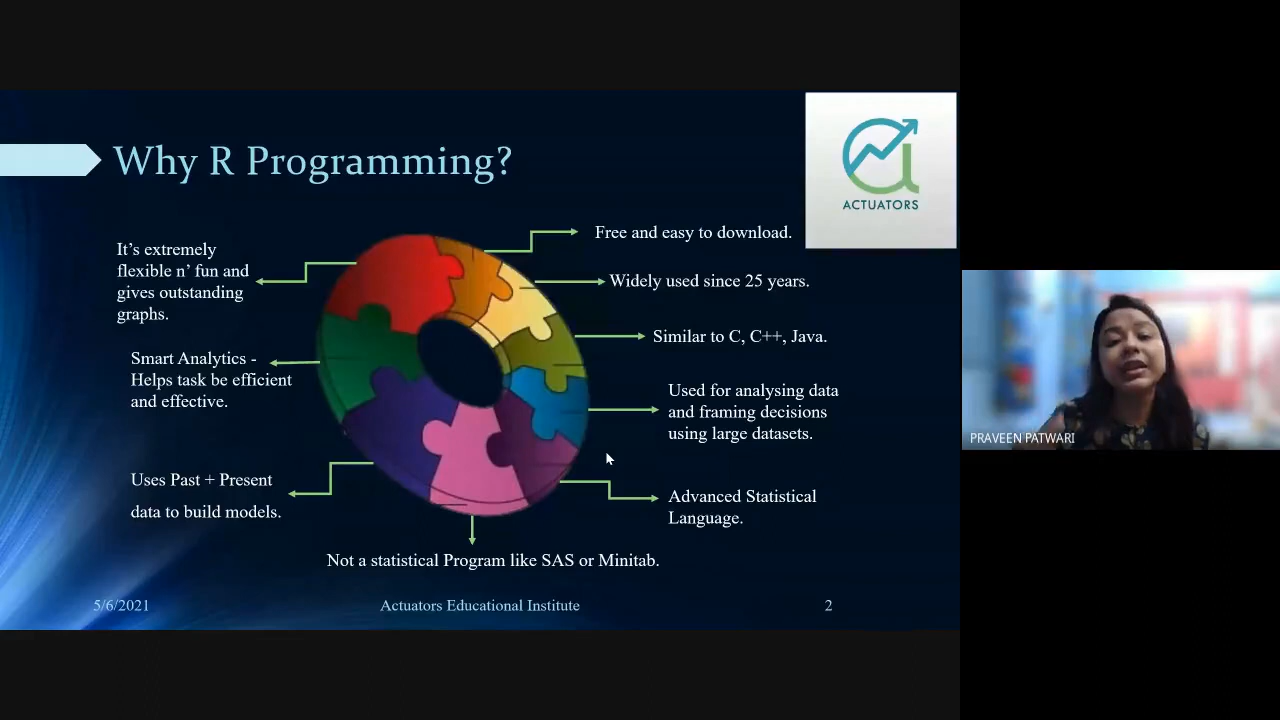 Why R Programming?
ACTUATORS
It’s extremely
flexible n’ fun and
gives outstanding
graphs.
Smart Analytics -
Helps task be efficient
and effective.
Uses Past + Present
data to build models.
Free and easy to download.
Widely used since 25 years.
Similar to C, C++, Java.
Used for analysing data
and framing decisions
using large datasets.
Advanced Statistical
Language.
Not a statistical Program like SAS or Minitab.
5/6/2021
Actuators Educational Institute
2
PRAVEEN PATWARI